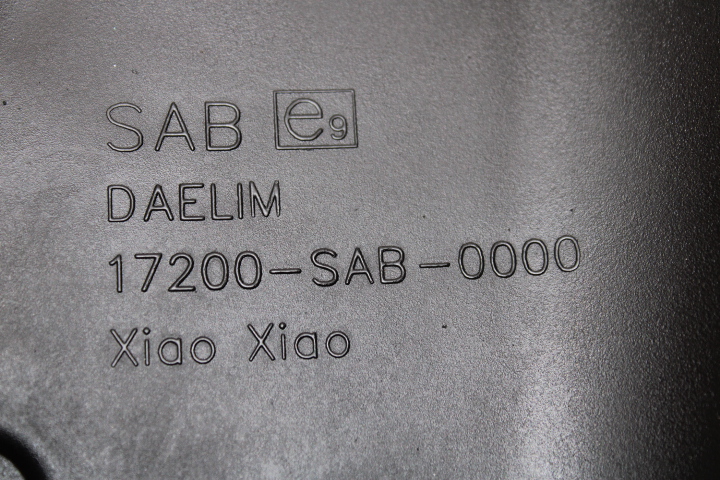 SAB e9
DAELIM
17200-SAB-0000
Xiao Xiao